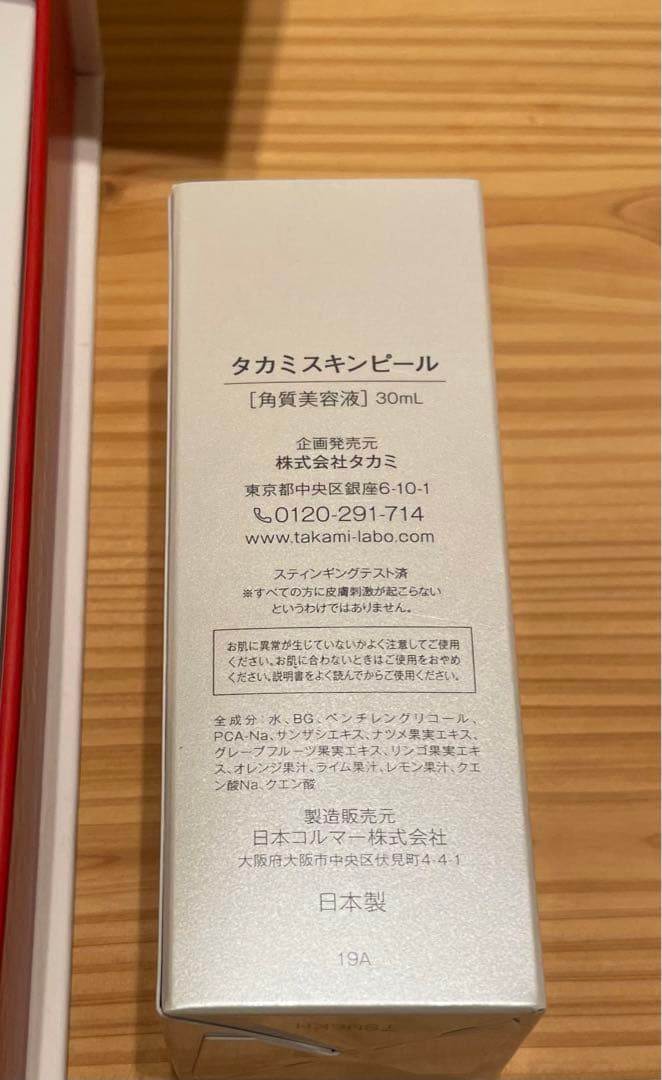 タカミスキンピール
[角質美容液] 30mL
企画発売元
株式会社タカミ
東京都中央区銀座6-10-1
0120-291-714
www.takami-labo.com
スティンギングテスト済
※すべての方に皮膚刺激が起こらない
というわけではありません。
お肌に異常が生じていないかよく注意してご使用
ください。お肌に合わないときはご使用をおやめ
ください。説明書をよく読んでからご使用ください。
全成分:水、BG、ペンチレングリコール、
PCA-Na、サンザシエキス、ナツメ果実エキス、
グレープフルーツ果実エキス、リンゴ果実エキ
ス、オレンジ果汁、ライム果汁、レモン果汁、クエ
ン酸Na、クエン酸
製造販売元
日本コルマー株式会社
大阪府大阪市中央区伏見町4-4-1
日本製
19A